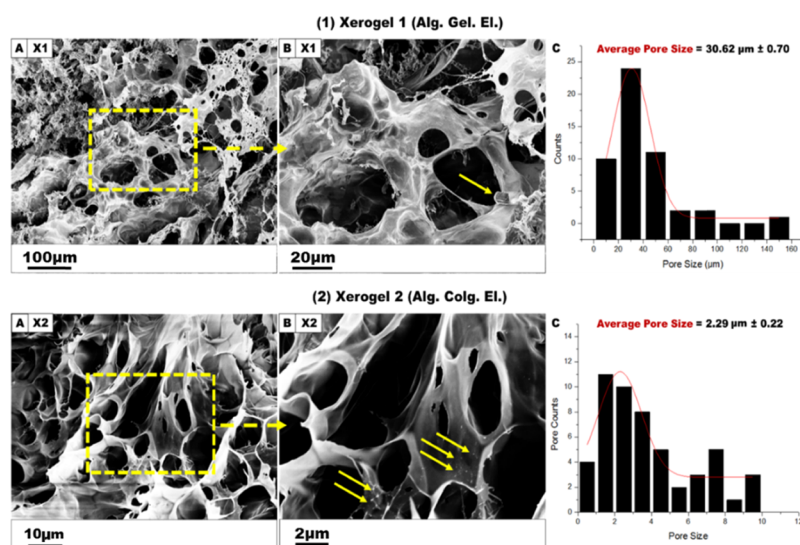 (1) Xerogel 1 (Alg. Gel. El.)
A X1
B X1
C
Average Pore Size = 30.62 µm ± 0.70
25
20
15
10
5
0
Counts
0 20 40 60 80 100 120 140 160
Pore Size (µm)
100µm
20µm
(2) Xerogel 2 (Alg. Colg. El.)
A X2
B X2
C
Average Pore Size = 2.29 µm ± 0.22
14
12
10
8
6
4
2
0
Pore Counts
0 2 4 6 8 10 12
Pore Size
10µm
2µm